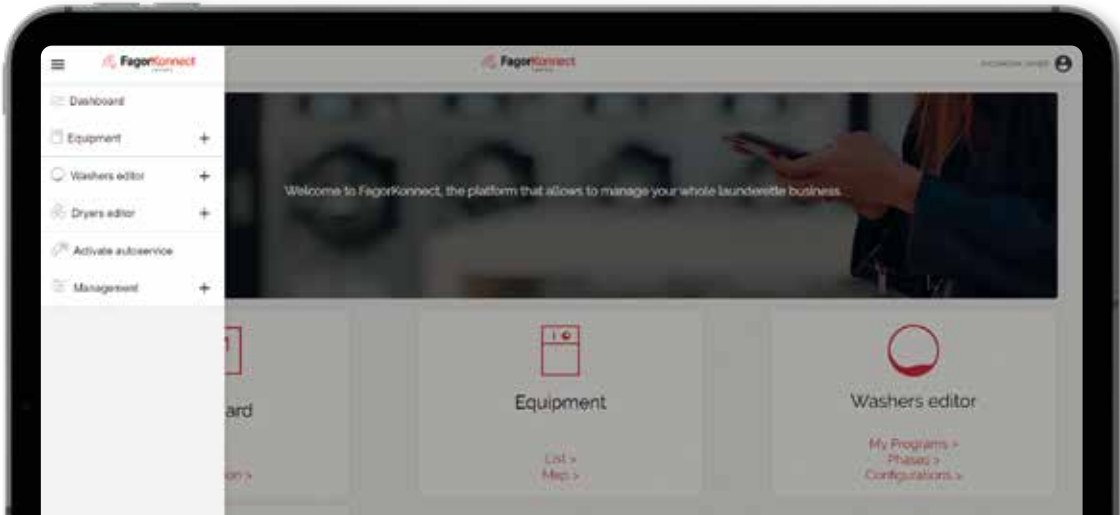 FagorKonnect
FagorKonnect
Dashboard
Equipment +
Washers editor +
Dryers editor +
Activate autoservice
Management +
Welcome to FagorKonnect, the platform that allows to manage your whole launderette business.
ard
on >
Equipment
List >
Map >
Washers editor
My Programs >
Phases >
Configurations >